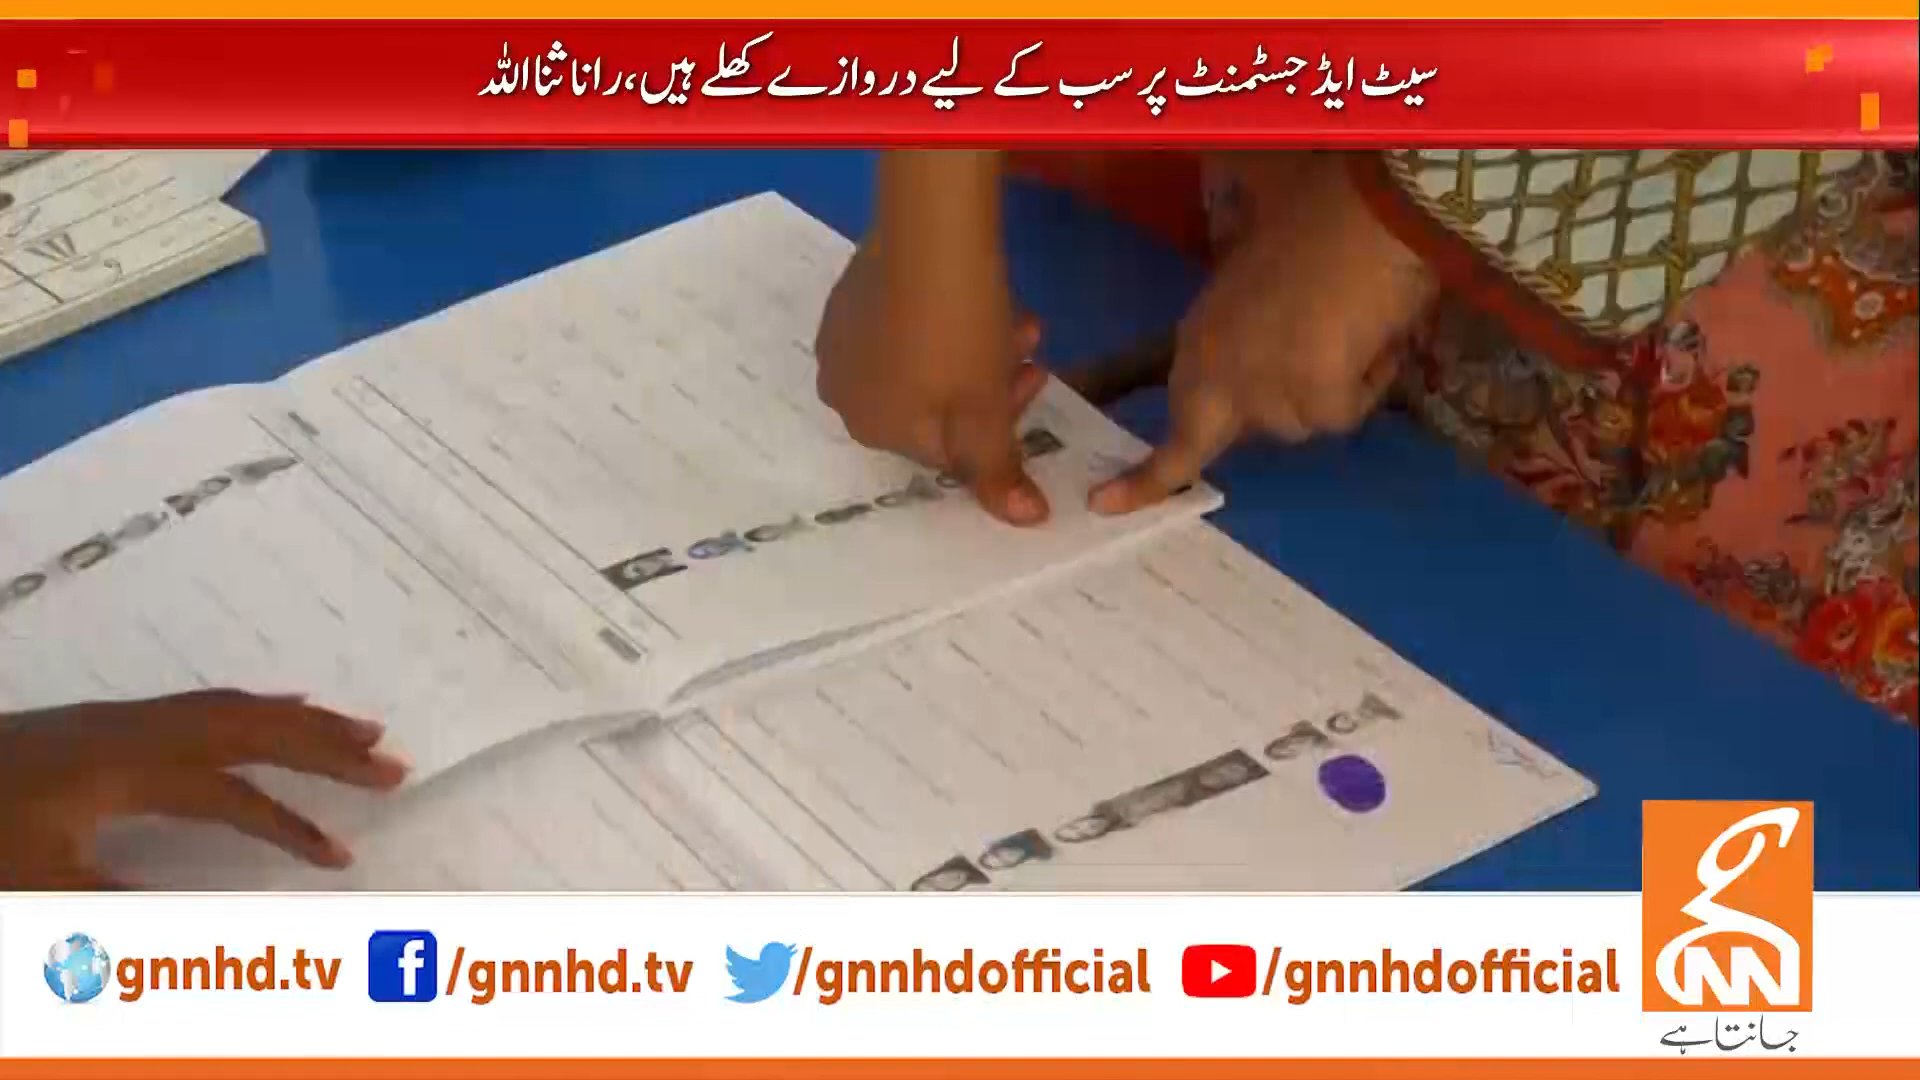 سیٹ ایڈجسٹمنٹ پر سب کے لیے دروازے کھلے ہیں، رانا ثنااللہ
gnnhd.tv
/gnnhd.tv
/gnnhdofficial
/gnnhdofficial
GNN
جانتا ہے